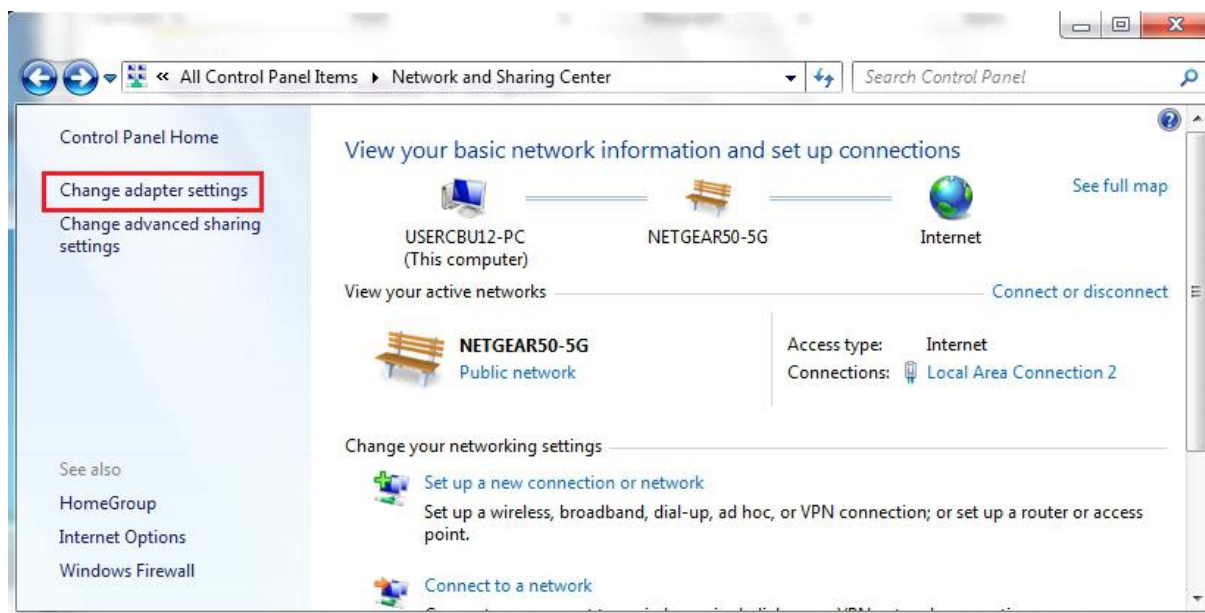 « All Control Panel Items ▸ Network and Sharing Center
Search Control Panel
Control Panel Home
Change adapter settings
Change advanced sharing
settings
See also
HomeGroup
Internet Options
Windows Firewall
View your basic network information and set up connections
See full map
USERCBU12-PC
(This computer)
NETGEAR50-5G
Internet
View your active networks
Connect or disconnect
NETGEAR50-5G
Public network
Access type: Internet
Connections: Local Area Connection 2
Change your networking settings
Set up a new connection or network
Set up a wireless, broadband, dial-up, ad hoc, or VPN connection; or set up a router or access
point.
Connect to a network